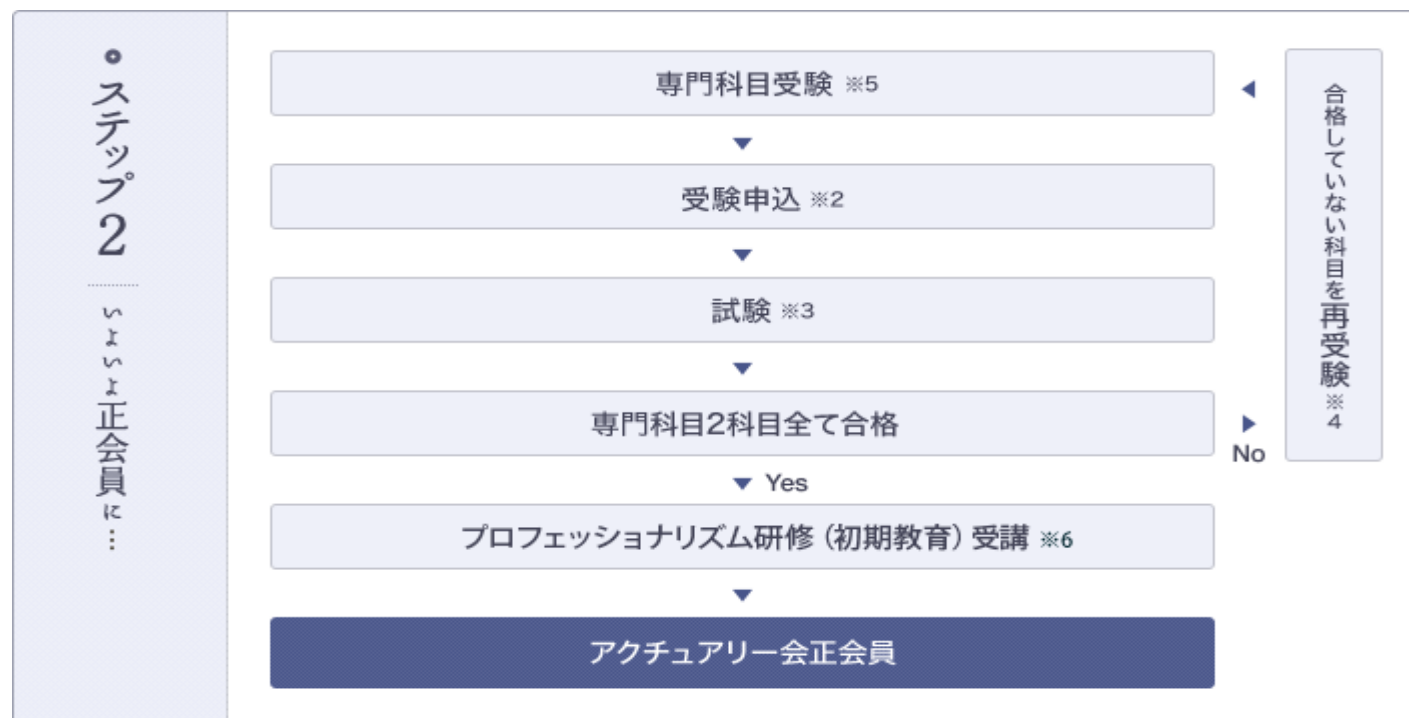 ステップ2
いよいよ正会員に…
専門科目受験 ※5
受験申込 ※2
試験 ※3
専門科目2科目全て合格
No
Yes
プロフェッショナリズム研修（初期教育）受講 ※6
アクチュアリー会正会員
合格していない科目を再受験※4